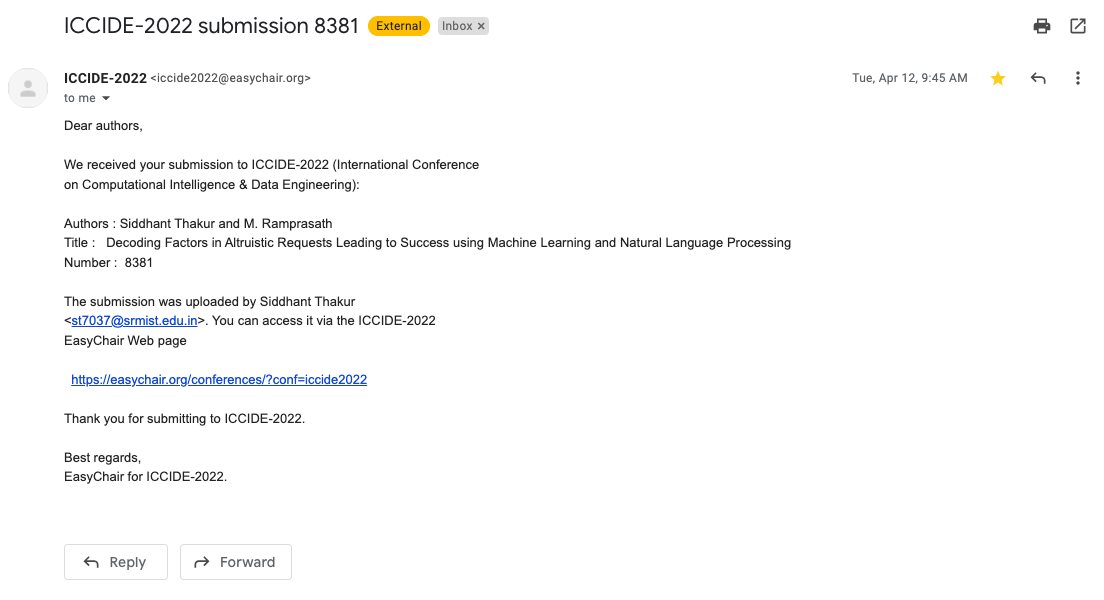 ICCIDE-2022 submission 8381 External Inbox ×
ICCIDE-2022 <iccide2022@easychair.org> Tue, Apr 12, 9:45 AM
to me
Dear authors,
We received your submission to ICCIDE-2022 (International Conference
on Computational Intelligence & Data Engineering):
Authors : Siddhant Thakur and M. Ramprasath
Title : Decoding Factors in Altruistic Requests Leading to Success using Machine Learning and Natural Language Processing
Number : 8381
The submission was uploaded by Siddhant Thakur
<st7037@srmist.edu.in>. You can access it via the ICCIDE-2022
EasyChair Web page
https://easychair.org/conferences/?conf=iccide2022
Thank you for submitting to ICCIDE-2022.
Best regards,
EasyChair for ICCIDE-2022.
Reply Forward